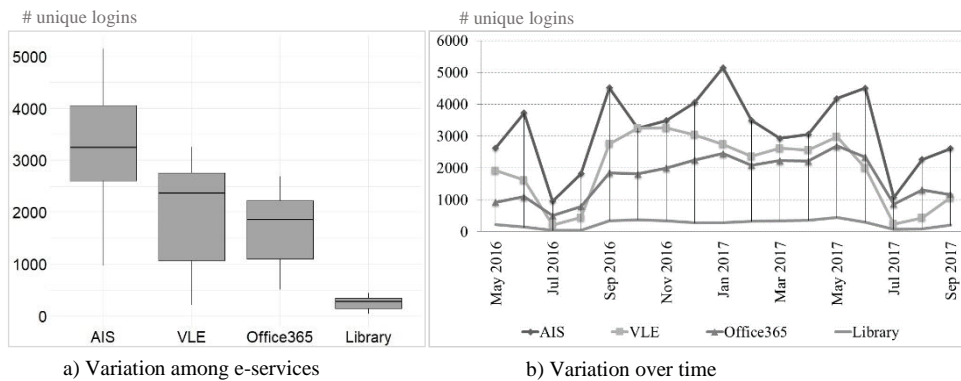 # unique logins
5000
4000
3000
2000
1000
0
AIS VLE Office365 Library
a) Variation among e-services
# unique logins
6000
5000
4000
3000
2000
1000
0
May 2016
Jul 2016
Sep 2016
Nov 2016
Jan 2017
Mar 2017
May 2017
Jul 2017
Sep 2017
AIS VLE Office365 Library
b) Variation over time